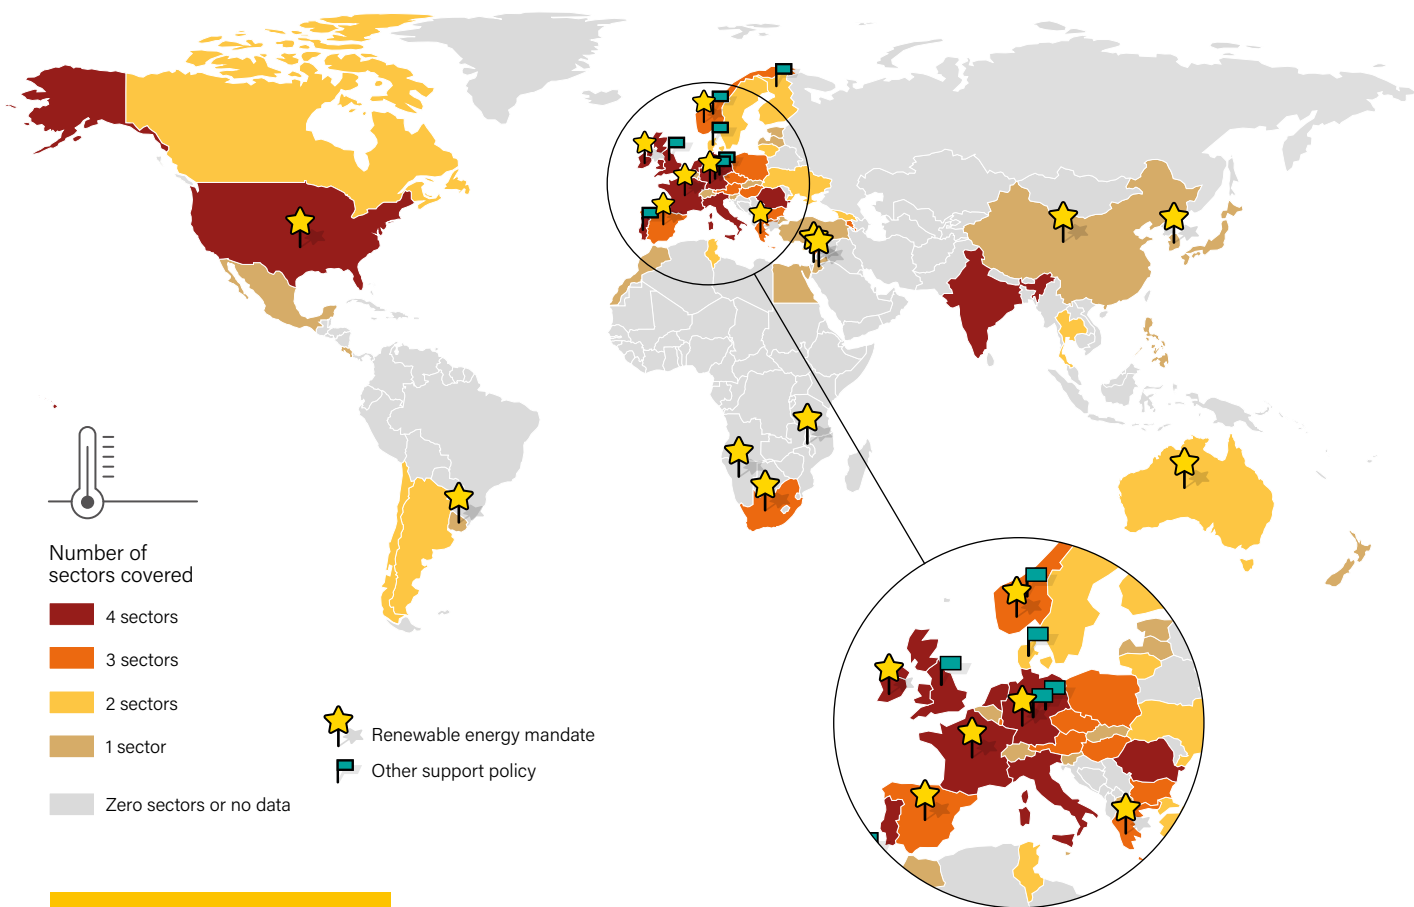 Number of
sectors covered
4 sectors
3 sectors
2 sectors
1 sector
Zero sectors or no data
Renewable energy mandate
Other support policy